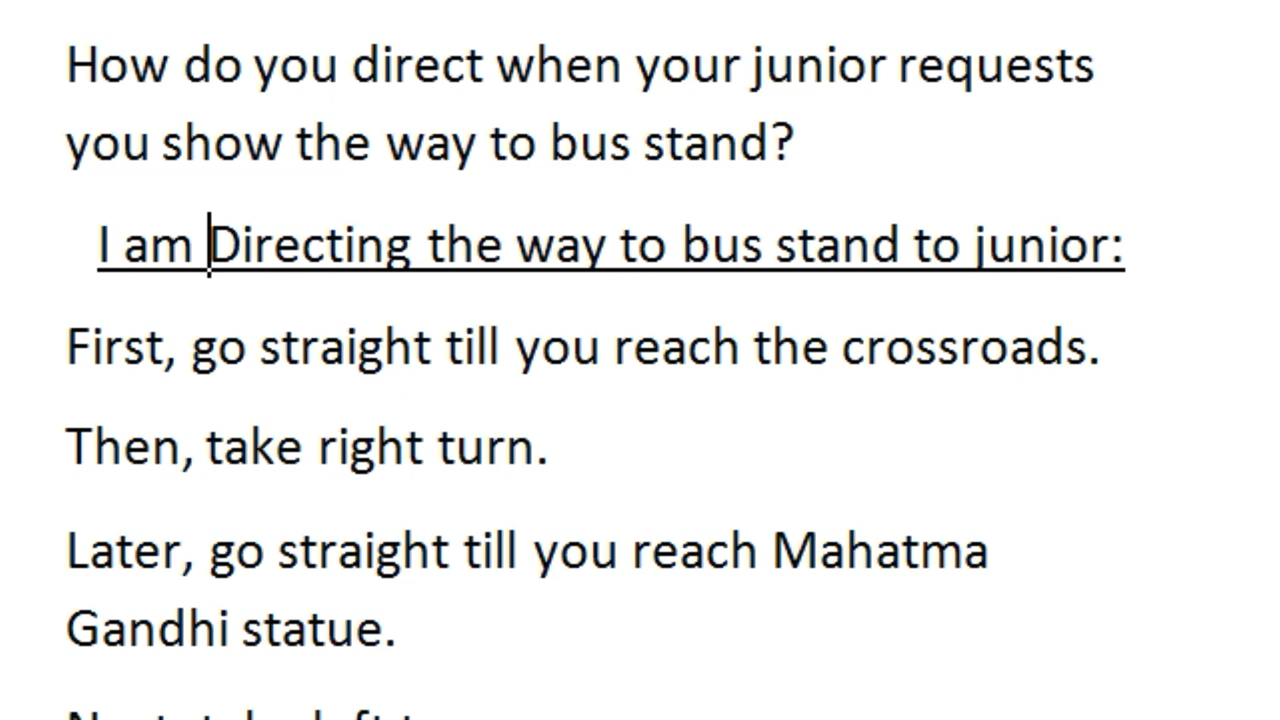 How do you direct when your junior requests
you show the way to bus stand?
I am Directing the way to bus stand to junior:
First, go straight till you reach the crossroads.
Then, take right turn.
Later, go straight till you reach Mahatma
Gandhi statue.